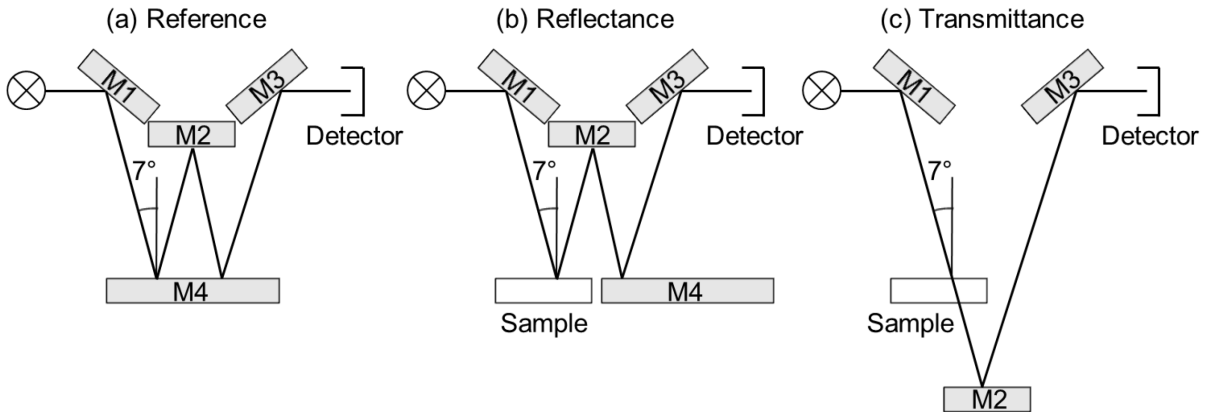 (a) Reference
M1
M3
M2
Detector
7°
M4
(b) Reflectance
M1
M3
M2
Detector
7°
M4
Sample
(c) Transmittance
M1
M3
Detector
7°
Sample
M2